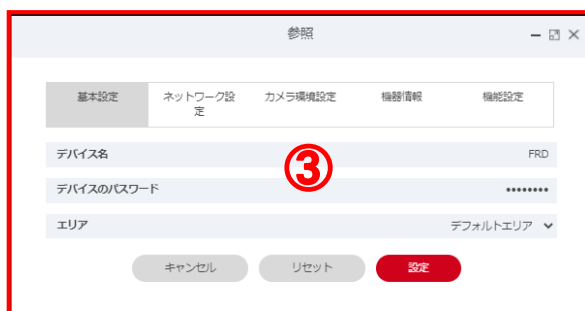 参照
基本設定 ネットワーク設定 カメラ環境設定 機器情報 機能設定
デバイス名 FRD
③
デバイスのパスワード ••••••••
エリア デフォルトエリア
キャンセル リセット 設定